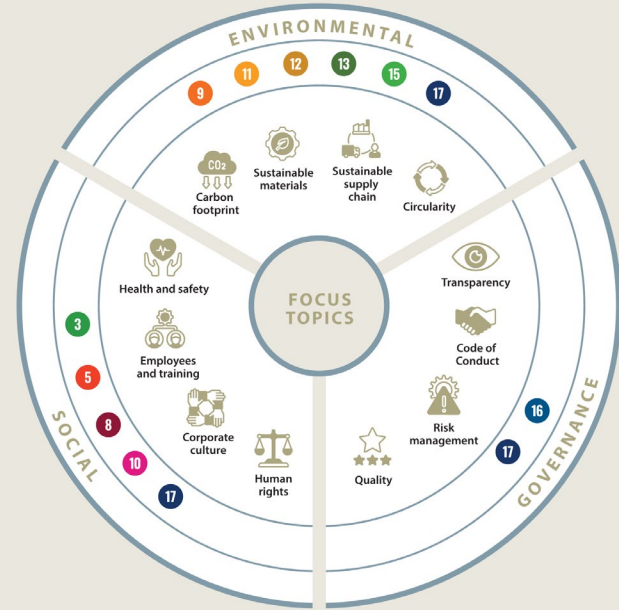 ENVIRONMENTAL
9
11
12
13
15
17
CO2
Carbon
footprint
Sustainable
materials
Sustainable
supply
chain
Circularity
Health and safety
Employees
and training
Corporate
culture
Human
rights
3
5
8
10
17
SOCIAL
FOCUS
TOPICS
Transparency
Code of
Conduct
Risk
management
Quality
16
17
GOVERNANCE